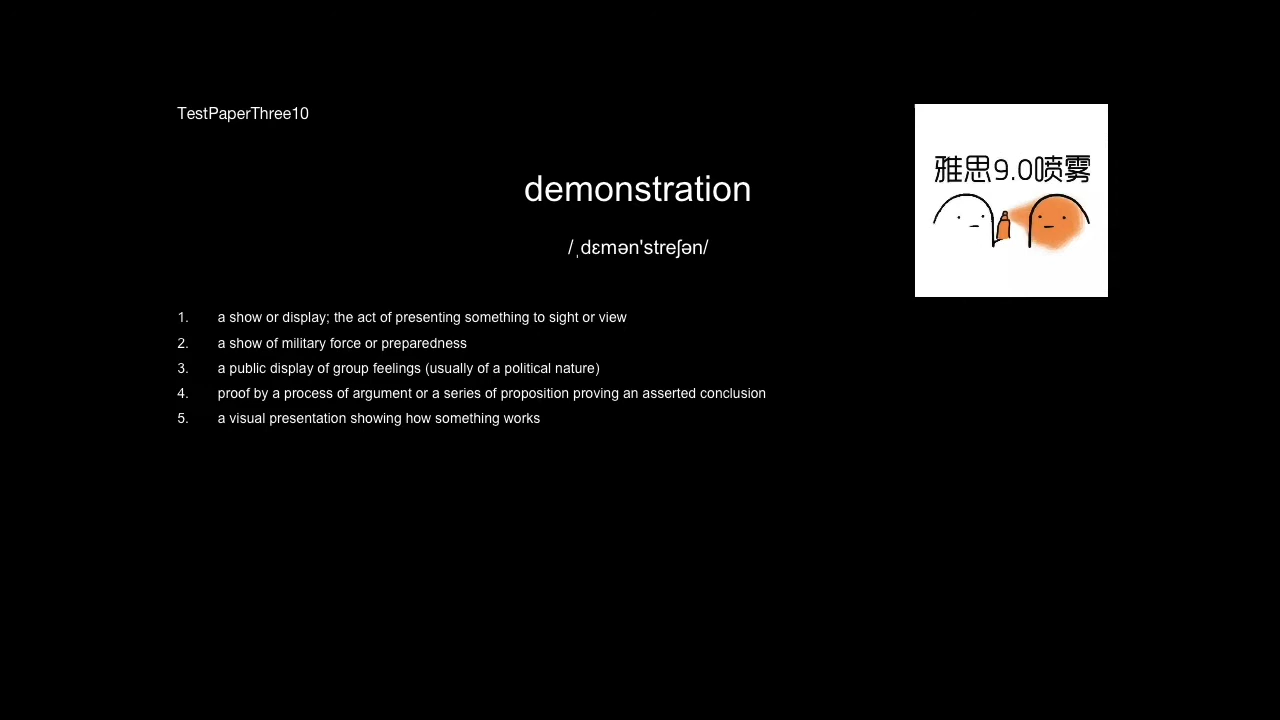 TestPaperThree10
雅思9.0喷雾
demonstration
/ˌdɛmən'streʃən/
1. a show or display; the act of presenting something to sight or view
2. a show of military force or preparedness
3. a public display of group feelings (usually of a political nature)
4. proof by a process of argument or a series of proposition proving an asserted conclusion
5. a visual presentation showing how something works